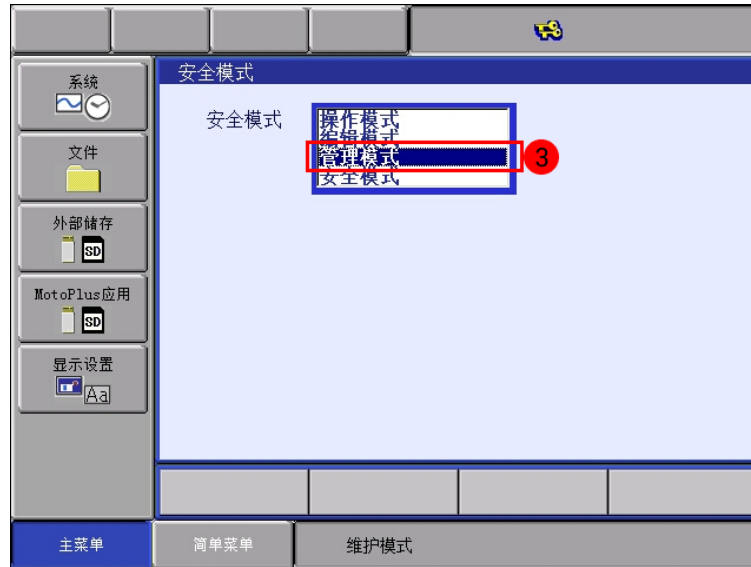 安全模式
系统
文件
外部储存
SD
MotoPlus应用
SD
显示设置
Aa
安全模式
操作模式
编辑模式
管理模式
3
安全模式
主菜单
简单菜单
维护模式